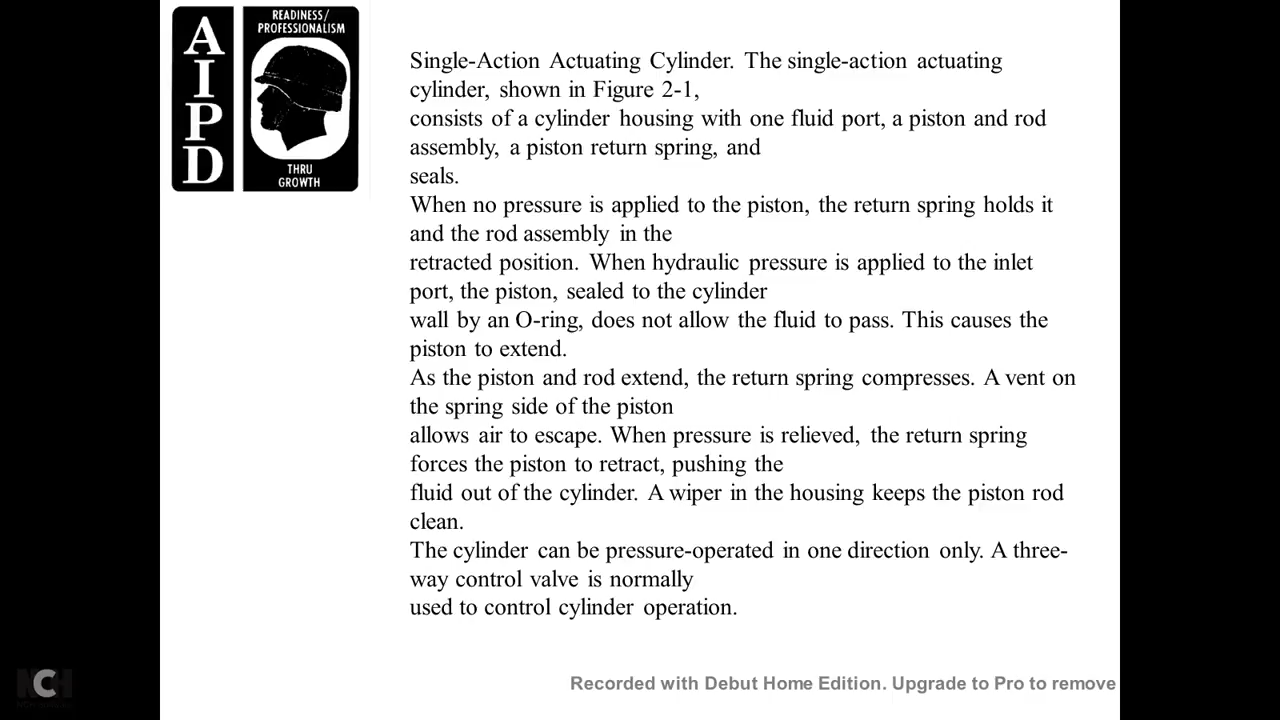 AIPD
READINESS/
PROFESSIONALISM
THRU
GROWTH
Single-Action Actuating Cylinder. The single-action actuating
cylinder, shown in Figure 2-1,
consists of a cylinder housing with one fluid port, a piston and rod
assembly, a piston return spring, and
seals.
When no pressure is applied to the piston, the return spring holds it
and the rod assembly in the
retracted position. When hydraulic pressure is applied to the inlet
port, the piston, sealed to the cylinder
wall by an O-ring, does not allow the fluid to pass. This causes the
piston to extend.
As the piston and rod extend, the return spring compresses. A vent on
the spring side of the piston
allows air to escape. When pressure is relieved, the return spring
forces the piston to retract, pushing the
fluid out of the cylinder. A wiper in the housing keeps the piston rod
clean.
The cylinder can be pressure-operated in one direction only. A three-
way control valve is normally
used to control cylinder operation.
NCH
Recorded with Debut Home Edition. Upgrade to Pro to remove